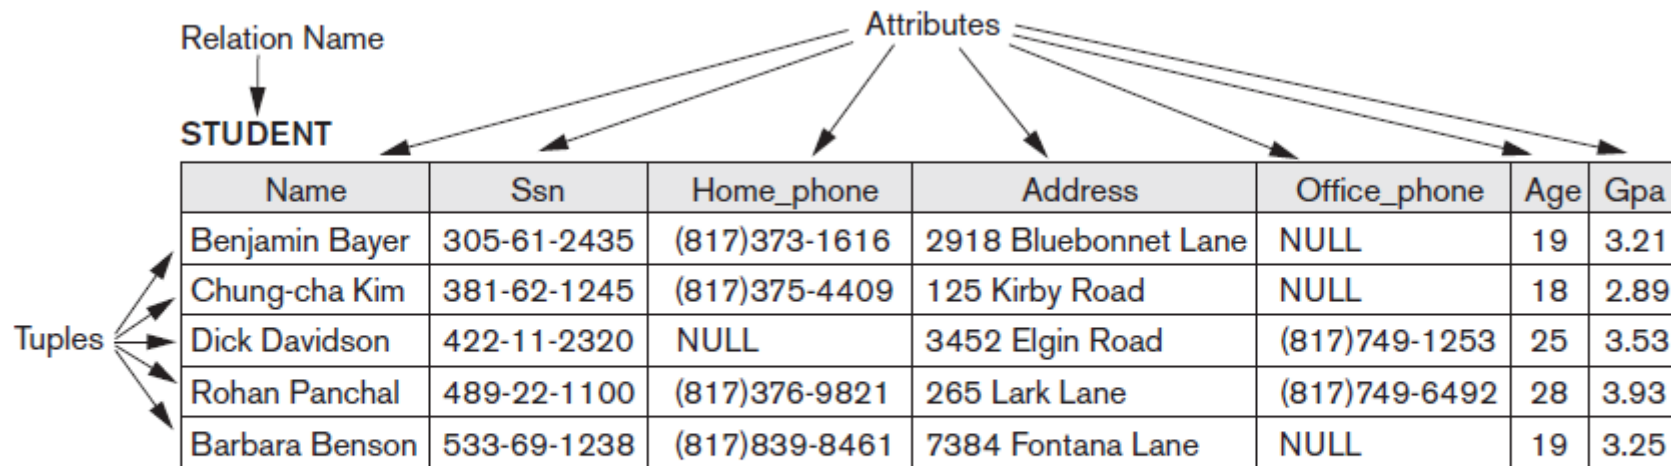 Attributes
Relation Name
STUDENT
Name Ssn Home_phone Address Office_phone Age Gpa
Benjamin Bayer 305-61-2435 (817)373-1616 2918 Bluebonnet Lane NULL 19 3.21
Chung-cha Kim 381-62-1245 (817)375-4409 125 Kirby Road NULL 18 2.89
Tuples Dick Davidson 422-11-2320 NULL 3452 Elgin Road (817)749-1253 25 3.53
Rohan Panchal 489-22-1100 (817)376-9821 265 Lark Lane (817)749-6492 28 3.93
Barbara Benson 533-69-1238 (817)839-8461 7384 Fontana Lane NULL 19 3.25